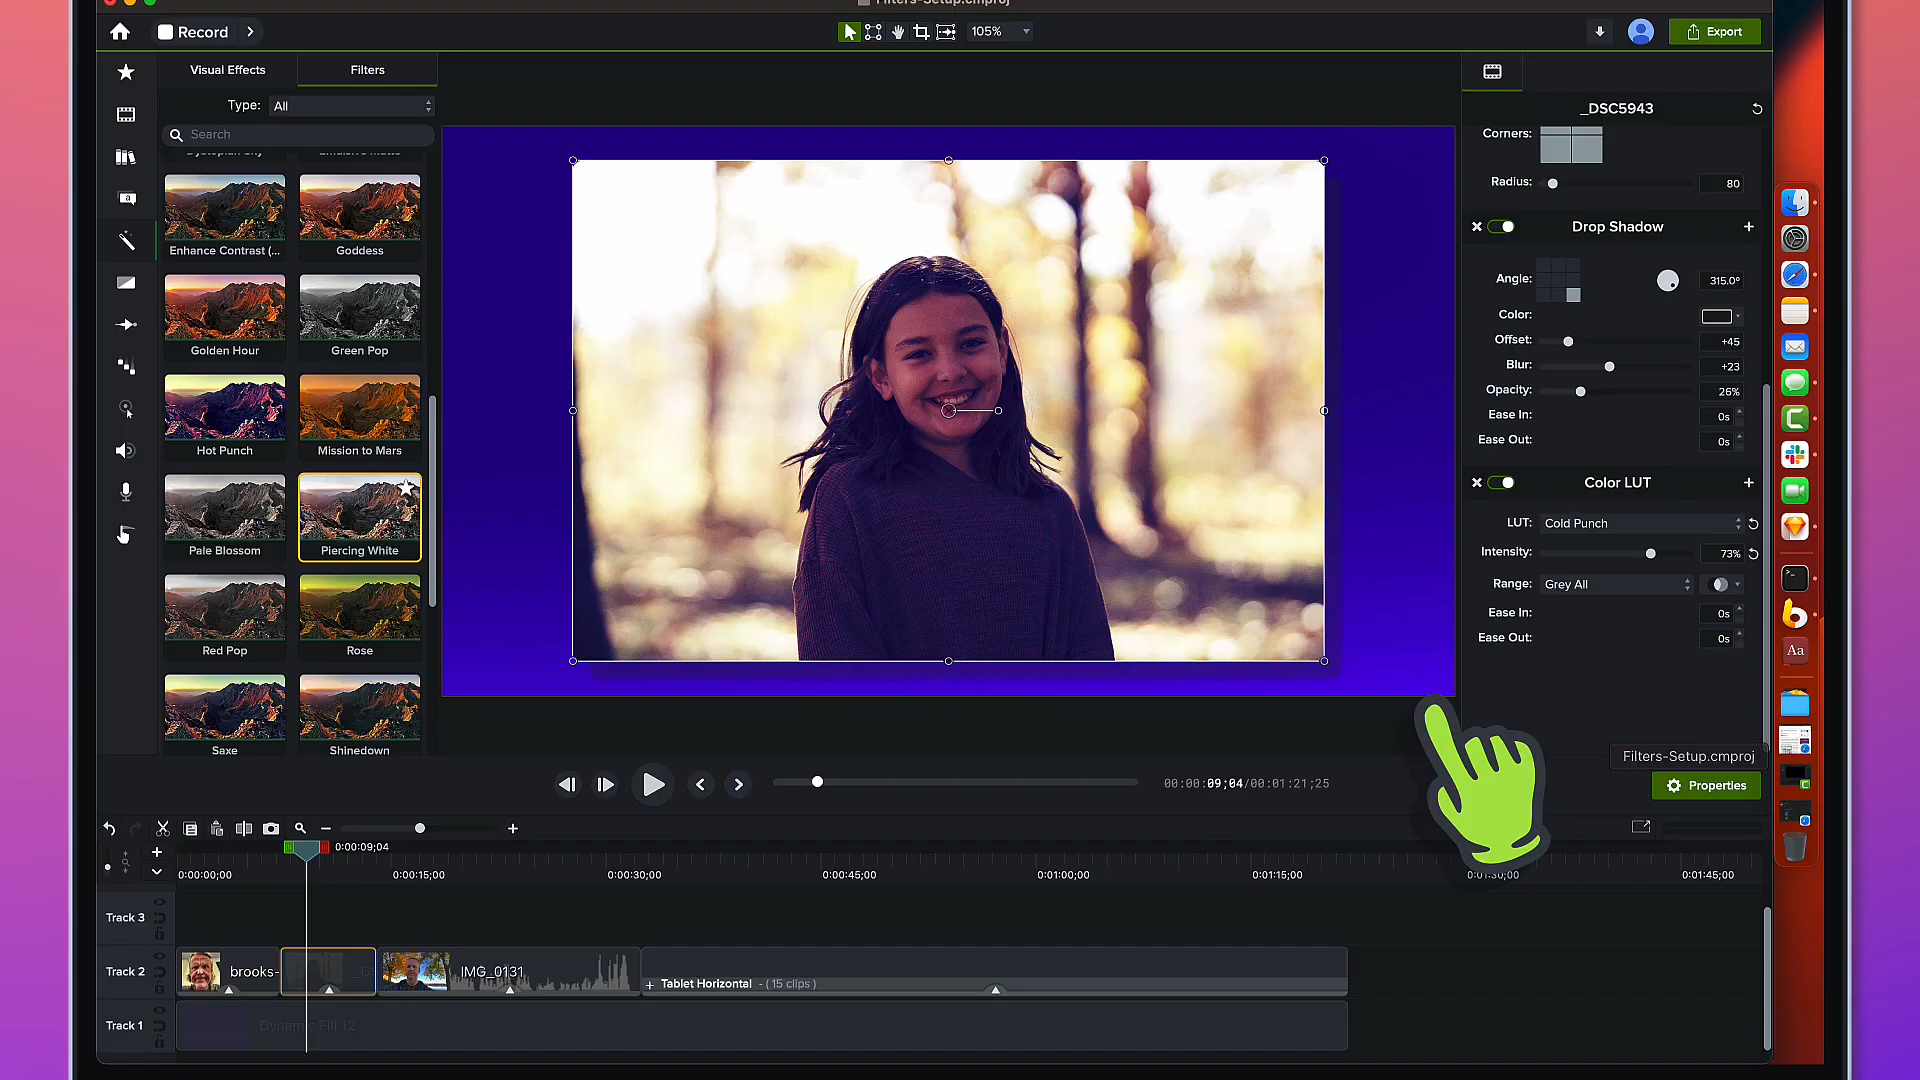 Filters-Setup.cmproj
Record
105%
Export
Visual Effects
Filters
Type:
All
Search
Enhance Contrast (...
Goddess
Golden Hour
Green Pop
Hot Punch
Mission to Mars
Pale Blossom
Piercing White
Red Pop
Rose
Saxe
Shinedown
_DSC5943
Corners:
Radius:
80
Drop Shadow
Angle:
315.0°
Color:
Offset:
+45
Blur:
+23
Opacity:
26%
Ease In:
0s
Ease Out:
0s
Color LUT
LUT:
Cold Punch
Intensity:
73%
Range:
Grey All
Ease In:
0s
Ease Out:
0s
Aa
Filters-Setup.cmproj
Properties
00:00:09;04/00:01:21;25
0:00:09;04
0:00:00;00
0:00:15;00
0:00:30;00
0:00:45;00
0:01:00;00
0:01:15;00
0:01:30;00
0:01:45;00
Track 3
Track 2
brooks-
IMG_0131
+ Tablet Horizontal - (15 clips)
Track 1
Dynamic Fill 12